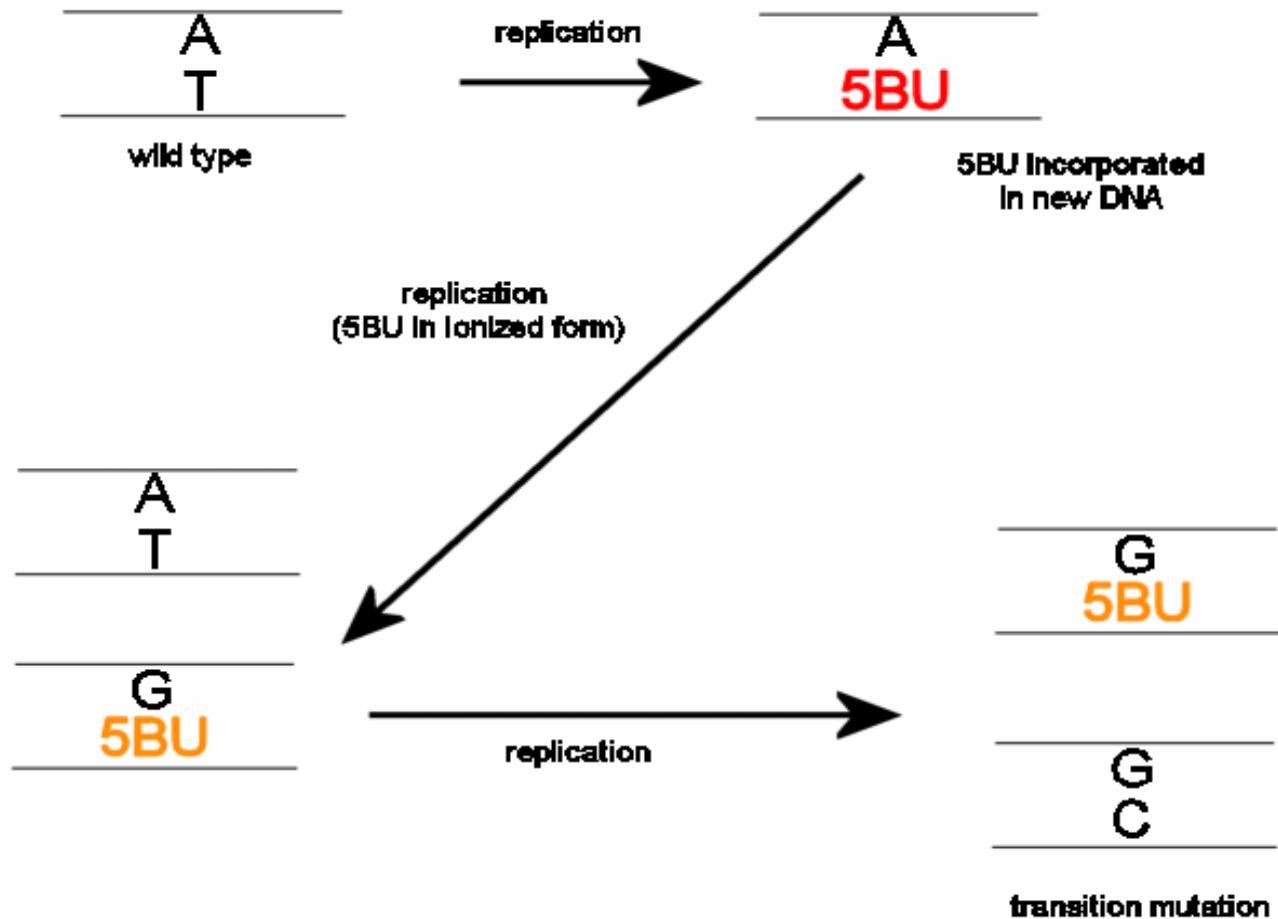 A
T
wild type
replication
A
5BU
5BU incorporated
in new DNA
replication
(5BU in ionized form)
A
T
G
5BU
replication
G
5BU
G
C
transition mutation